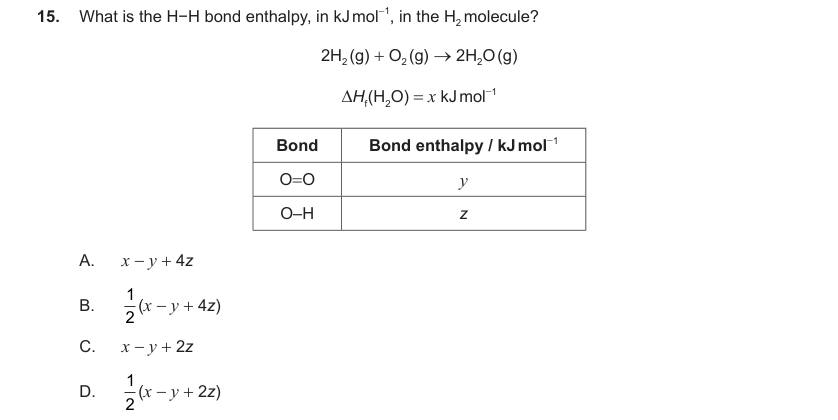 15. What is the H−H bond enthalpy, in kJ mol⁻¹, in the H₂ molecule?
2H₂(g) + O₂(g) → 2H₂O(g)
ΔHf(H₂O) = x kJ mol⁻¹
Bond Bond enthalpy / kJ mol⁻¹
O=O y
O–H z
A. x − y + 4z
B. 1/2 (x − y + 4z)
C. x − y + 2z
D. 1/2 (x − y + 2z)